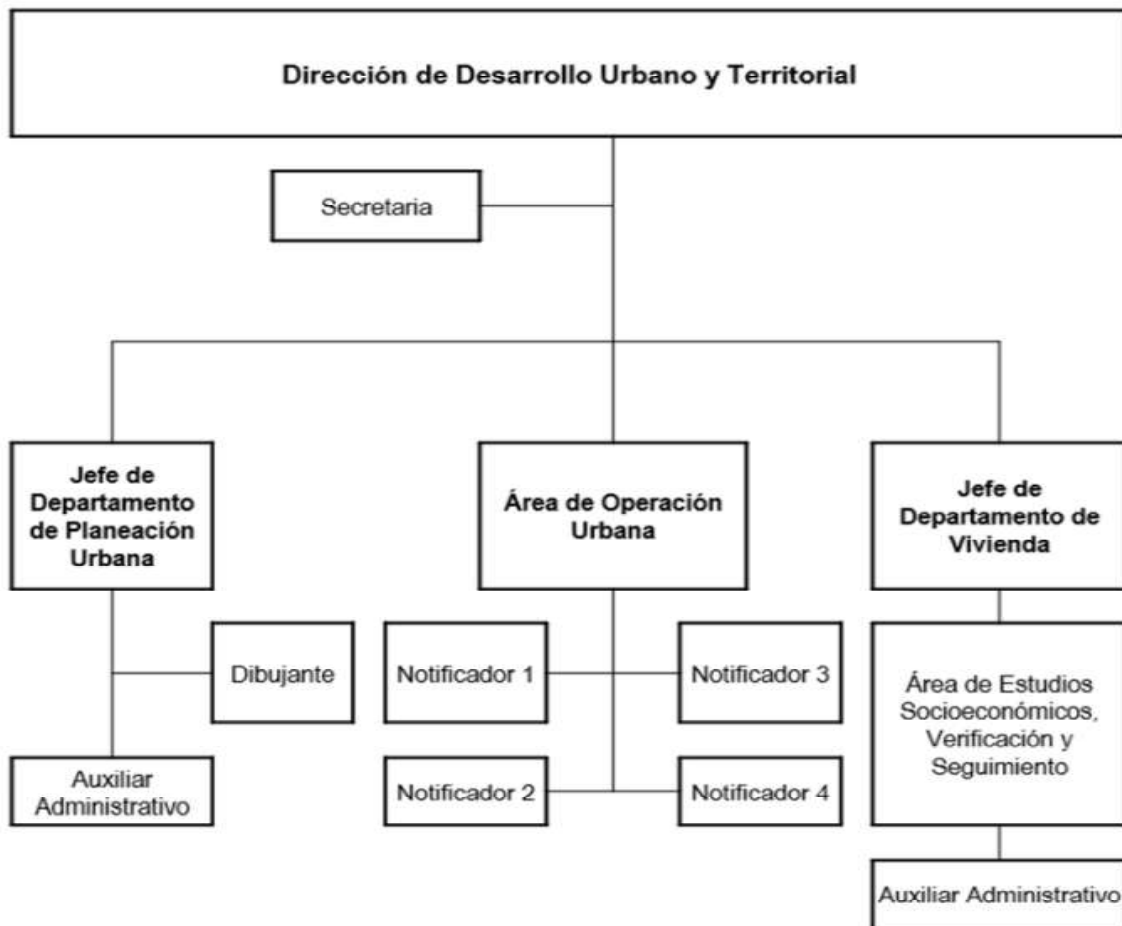 Dirección de Desarrollo Urbano y Territorial
Secretaria
Jefe de
Departamento
de Planeación
Urbana
Área de Operación
Urbana
Jefe de
Departamento de
Vivienda
Dibujante
Notificador 1
Notificador 3
Área de Estudios
Socioeconómicos,
Verificación y
Seguimiento
Auxiliar
Administrativo
Notificador 2
Notificador 4
Auxiliar Administrativo